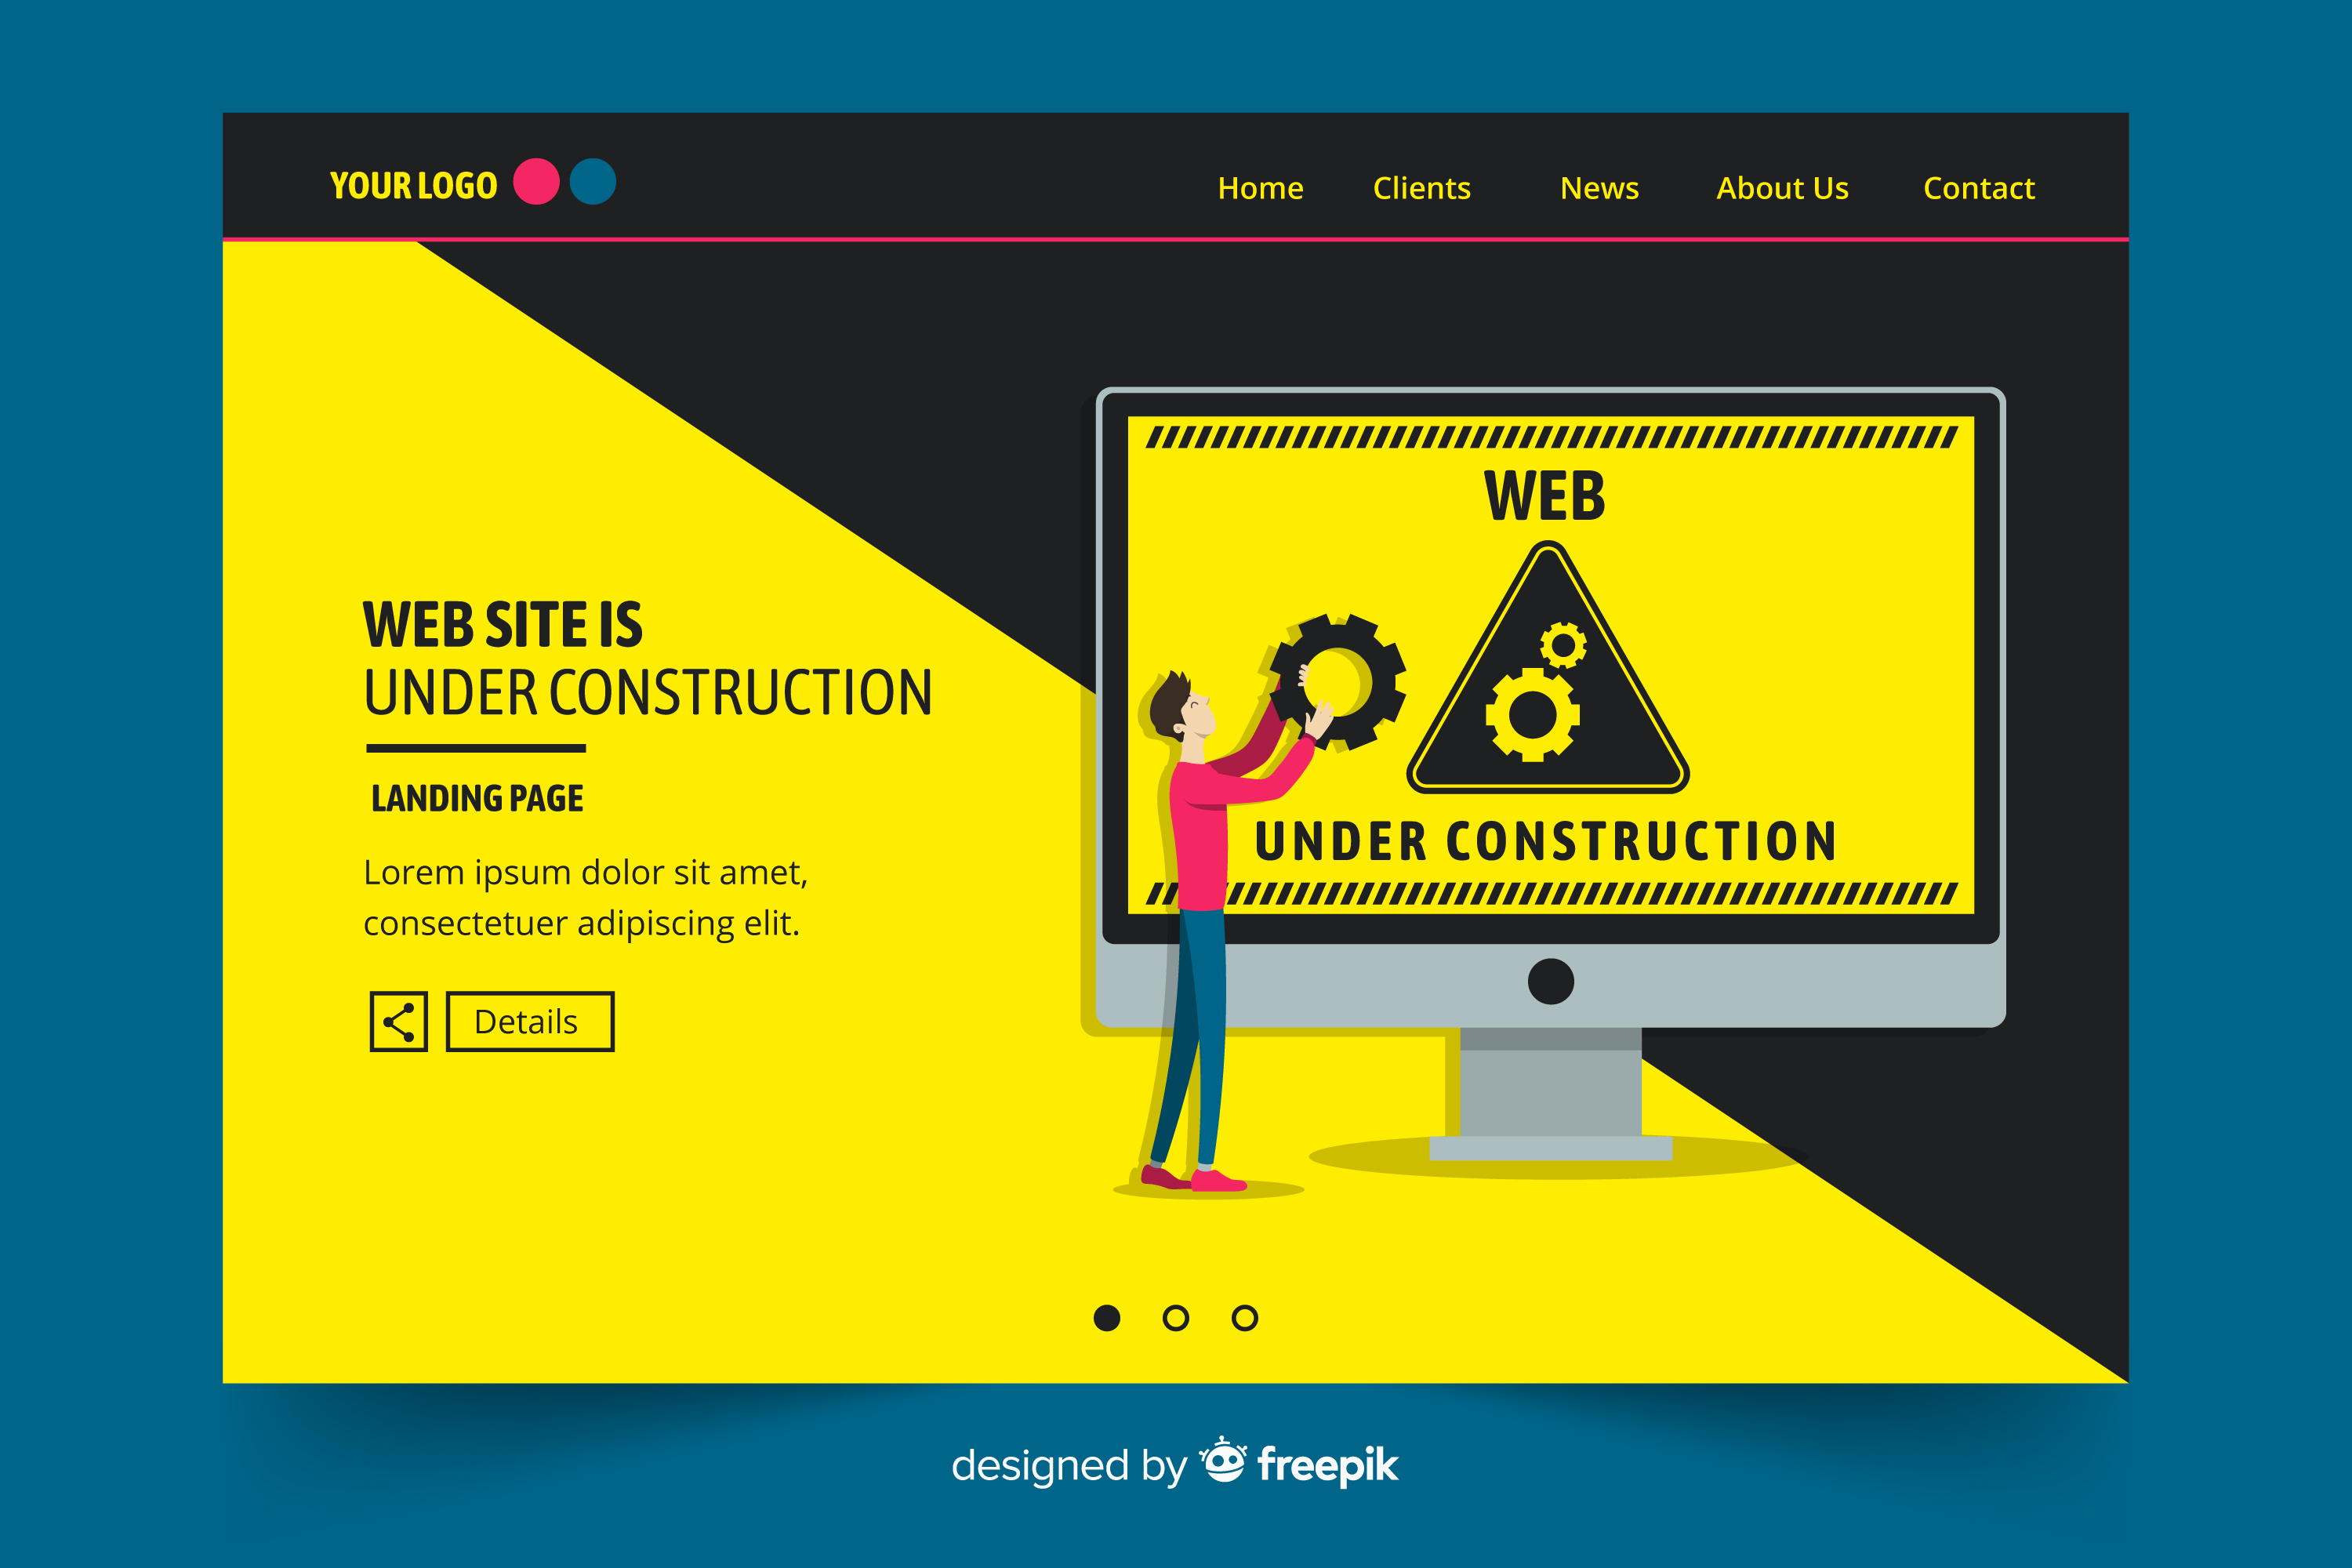 YOUR LOGO
Home Clients News About Us Contact
WEB SITE IS
UNDER CONSTRUCTION
LANDING PAGE
Lorem ipsum dolor sit amet,
consectetuer adipiscing elit.
Details
WEB
UNDER CONSTRUCTION
designed by freepik